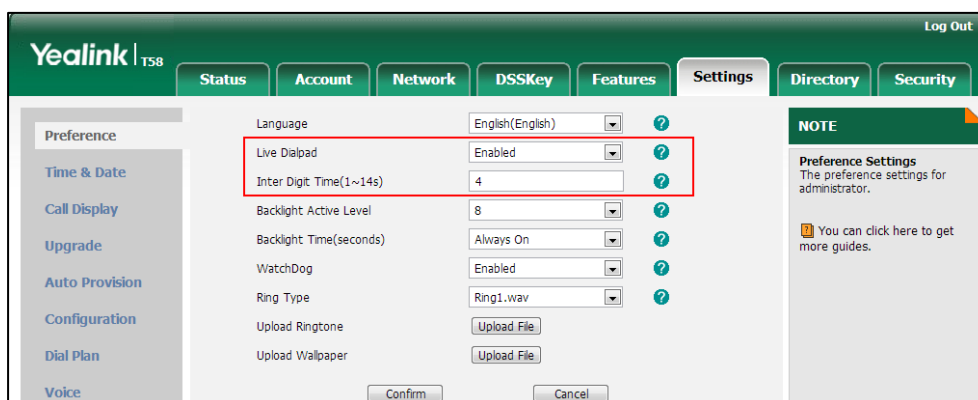 Log Out
Yealink | T58
Status Account Network DSSKey Features Settings Directory Security
Preference
Time & Date
Call Display
Upgrade
Auto Provision
Configuration
Dial Plan
Voice
Language English(English) ?
Live Dialpad Enabled ?
Inter Digit Time(1~14s) 4 ?
Backlight Active Level 8 ?
Backlight Time(seconds) Always On ?
WatchDog Enabled ?
Ring Type Ring1.wav ?
Upload Ringtone Upload File
Upload Wallpaper Upload File
Confirm Cancel
NOTE
Preference Settings
The preference settings for
administrator.
? You can click here to get
more guides.